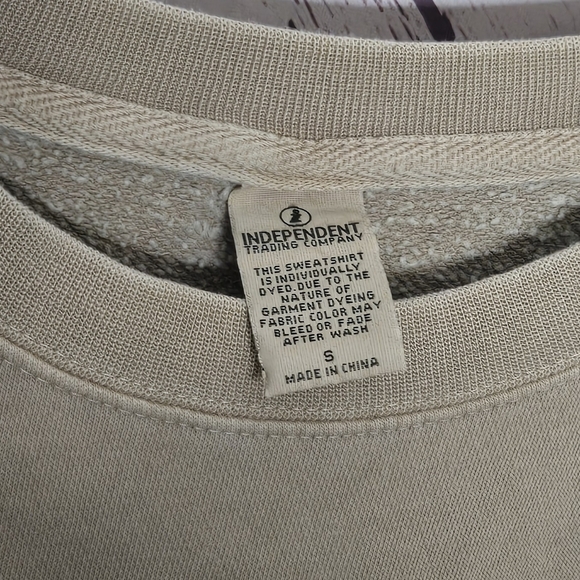 INDEPENDENT
TRADING COMPANY
THIS SWEATSHIRT
IS INDIVIDUALLY
DYED.DUE TO THE
NATURE OF
GARMENT DYEING
FABRIC COLOR MAY
BLEED OR FADE
AFTER WASH
S
MADE IN CHINA